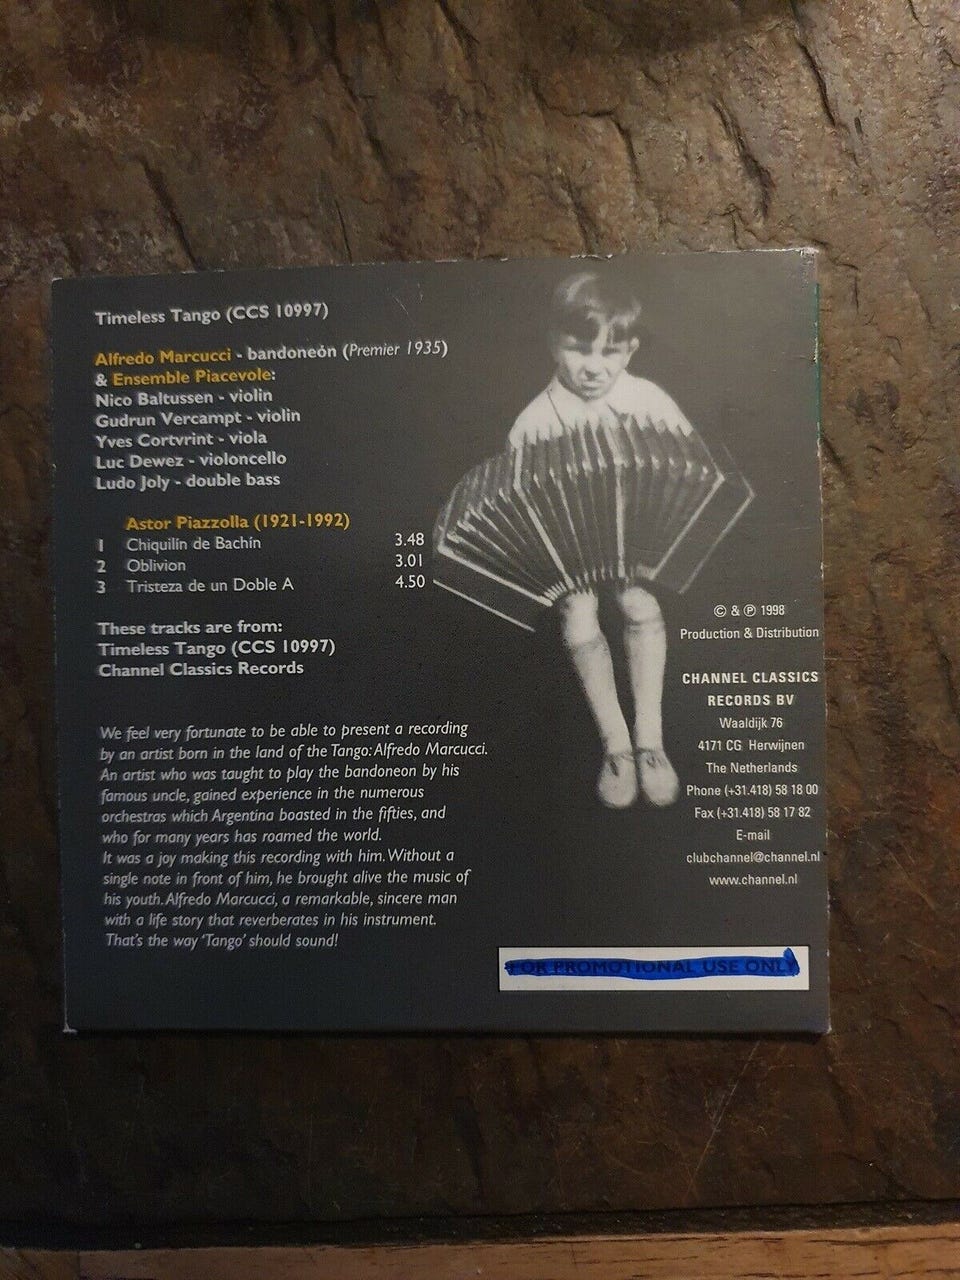 Timeless Tango (CCS 10997)
Alfredo Marcucci - bandoneón (Premier 1935)
& Ensemble Piacevole:
Nico Baltussen - violin
Gudrun Vercampt - violin
Yves Cortvrint - viola
Luc Dewez - violoncello
Ludo Joly - double bass
Astor Piazzolla (1921-1992)
1 Chiquilín de Bachín 3.48
2 Oblivion 3.01
3 Tristeza de un Doble A 4.50
These tracks are from:
Timeless Tango (CCS 10997)
Channel Classics Records
We feel very fortunate to be able to present a recording
by an artist born in the land of the Tango: Alfredo Marcucci.
An artist who was taught to play the bandoneon by his
famous uncle, gained experience in the numerous
orchestras which Argentina boasted in the fifties, and
who for many years has roamed the world.
It was a joy making this recording with him. Without a
single note in front of him, he brought alive the music of
his youth. Alfredo Marcucci, a remarkable, sincere man
with a life story that reverberates in his instrument.
That's the way 'Tango' should sound!
© & ℗ 1998
Production & Distribution
CHANNEL CLASSICS
RECORDS BV
Waaldijk 76
4171 CG Herwijnen
The Netherlands
Phone (+31.418) 58 18 00
Fax (+31.418) 58 17 82
E-mail
clubchannel@channel.nl
www.channel.nl
FOR PROMOTIONAL USE ONLY